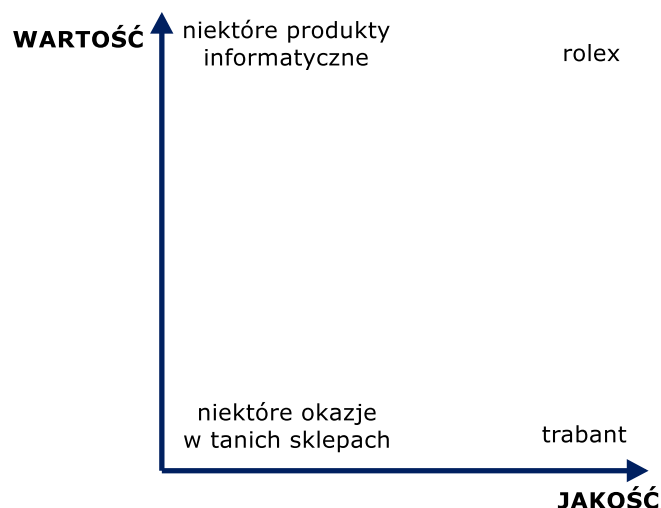 WARTOŚĆ
niektóre produkty
informatyczne
rolex
niektóre okazje
w tanich sklepach
trabant
JAKOŚĆ